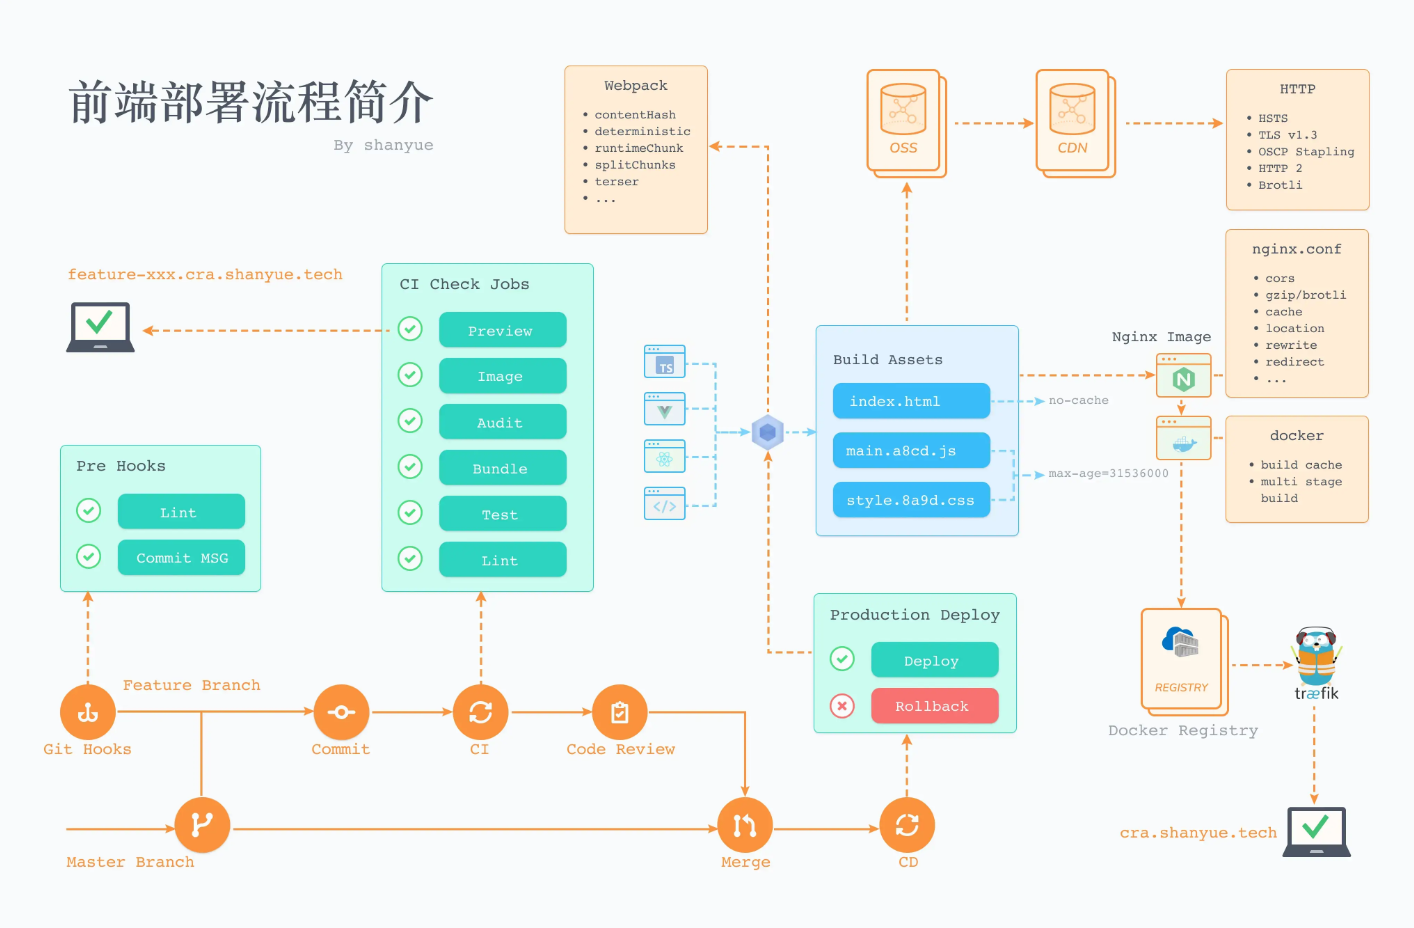 前端部署流程简介
By shanyue
Webpack
• contentHash
• deterministic
• runtimeChunk
• splitChunks
• terser
• ...
OSS
CDN
HTTP
• HSTS
• TLS v1.3
• OSCP Stapling
• HTTP 2
• Brotli
feature-xxx.cra.shanyue.tech
CI Check Jobs
Preview
Image
Audit
Bundle
Test
Lint
Pre Hooks
Lint
Commit MSG
TS
</>
Build Assets
index.html
main.a8cd.js
style.8a9d.css
no-cache
max-age=31536000
Nginx Image
N
nginx.conf
• cors
• gzip/brotli
• cache
• location
• rewrite
• redirect
• ...
docker
• build cache
• multi stage
build
Production Deploy
Deploy
Rollback
REGISTRY
Docker Registry
træfik
cra.shanyue.tech
Feature Branch
Git Hooks
Commit
CI
Code Review
Master Branch
Merge
CD